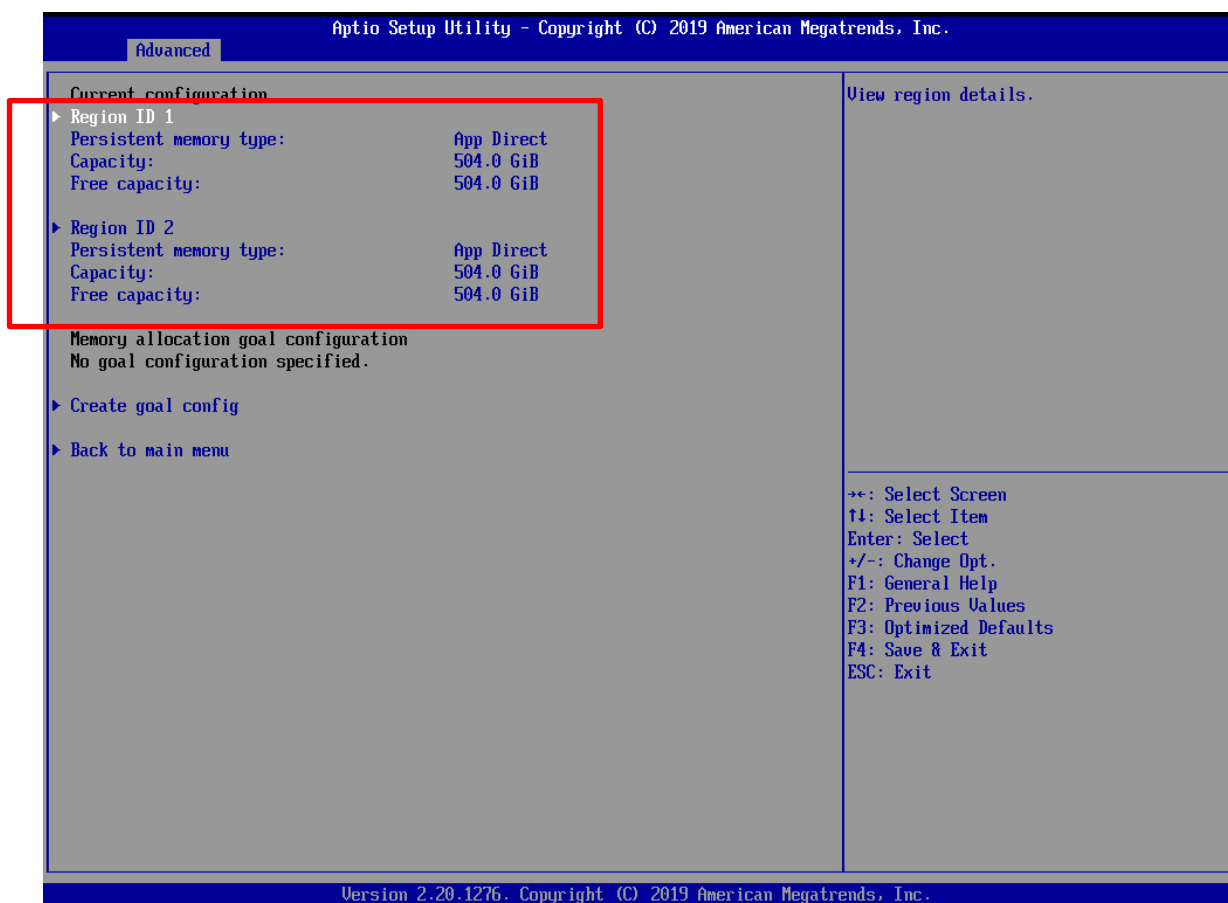 Aptio Setup Utility - Copyright (C) 2019 American Megatrends, Inc.
Advanced
Current configuration
Region ID 1
Persistent memory type: App Direct
Capacity: 504.0 GiB
Free capacity: 504.0 GiB
Region ID 2
Persistent memory type: App Direct
Capacity: 504.0 GiB
Free capacity: 504.0 GiB
Memory allocation goal configuration
No goal configuration specified.
Create goal config
Back to main menu
View region details.
→←: Select Screen
↑↓: Select Item
Enter: Select
+/-: Change Opt.
F1: General Help
F2: Previous Values
F3: Optimized Defaults
F4: Save & Exit
ESC: Exit
Version 2.20.1276. Copyright (C) 2019 American Megatrends, Inc.